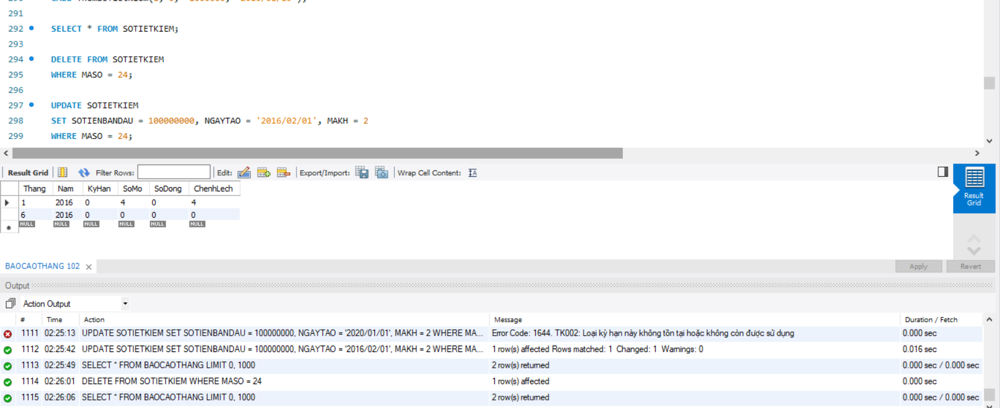 291
292 SELECT * FROM SOTIETKIEM;
293
294 DELETE FROM SOTIETKIEM
295 WHERE MASO = 24;
296
297 UPDATE SOTIETKIEM
298 SET SOTIENBANDAU = 100000000, NGAYTAO = '2016/02/01', MAKH = 2
299 WHERE MASO = 24;
Result Grid Filter Rows: Edit: Export/Import: Wrap Cell Content: IA
Result Grid
Thang Nam KyHan SoMo SoDong ChenhLech
1 2016 0 4 0 4
6 2016 0 0 0 0
NULL NULL NULL NULL NULL NULL
BAOCAOTHANG 102 Apply Revert
Output
Action Output
# Time Action Message Duration / Fetch
1111 02:25:13 UPDATE SOTIETKIEM SET SOTIENBANDAU = 100000000, NGAYTAO = '2020/01/01', MAKH = 2 WHERE MA... Error Code: 1644. TK002: Loại kỳ hạn này không tồn tại hoặc không còn được sử dụng 0.000 sec
1112 02:25:42 UPDATE SOTIETKIEM SET SOTIENBANDAU = 100000000, NGAYTAO = '2016/02/01', MAKH = 2 WHERE MA... 1 row(s) affected Rows matched: 1 Changed: 1 Warnings: 0 0.016 sec
1113 02:25:49 SELECT * FROM BAOCAOTHANG LIMIT 0, 1000 2 row(s) returned 0.000 sec / 0.000 sec
1114 02:26:01 DELETE FROM SOTIETKIEM WHERE MASO = 24 1 row(s) affected 0.000 sec
1115 02:26:06 SELECT * FROM BAOCAOTHANG LIMIT 0, 1000 2 row(s) returned 0.000 sec / 0.000 sec